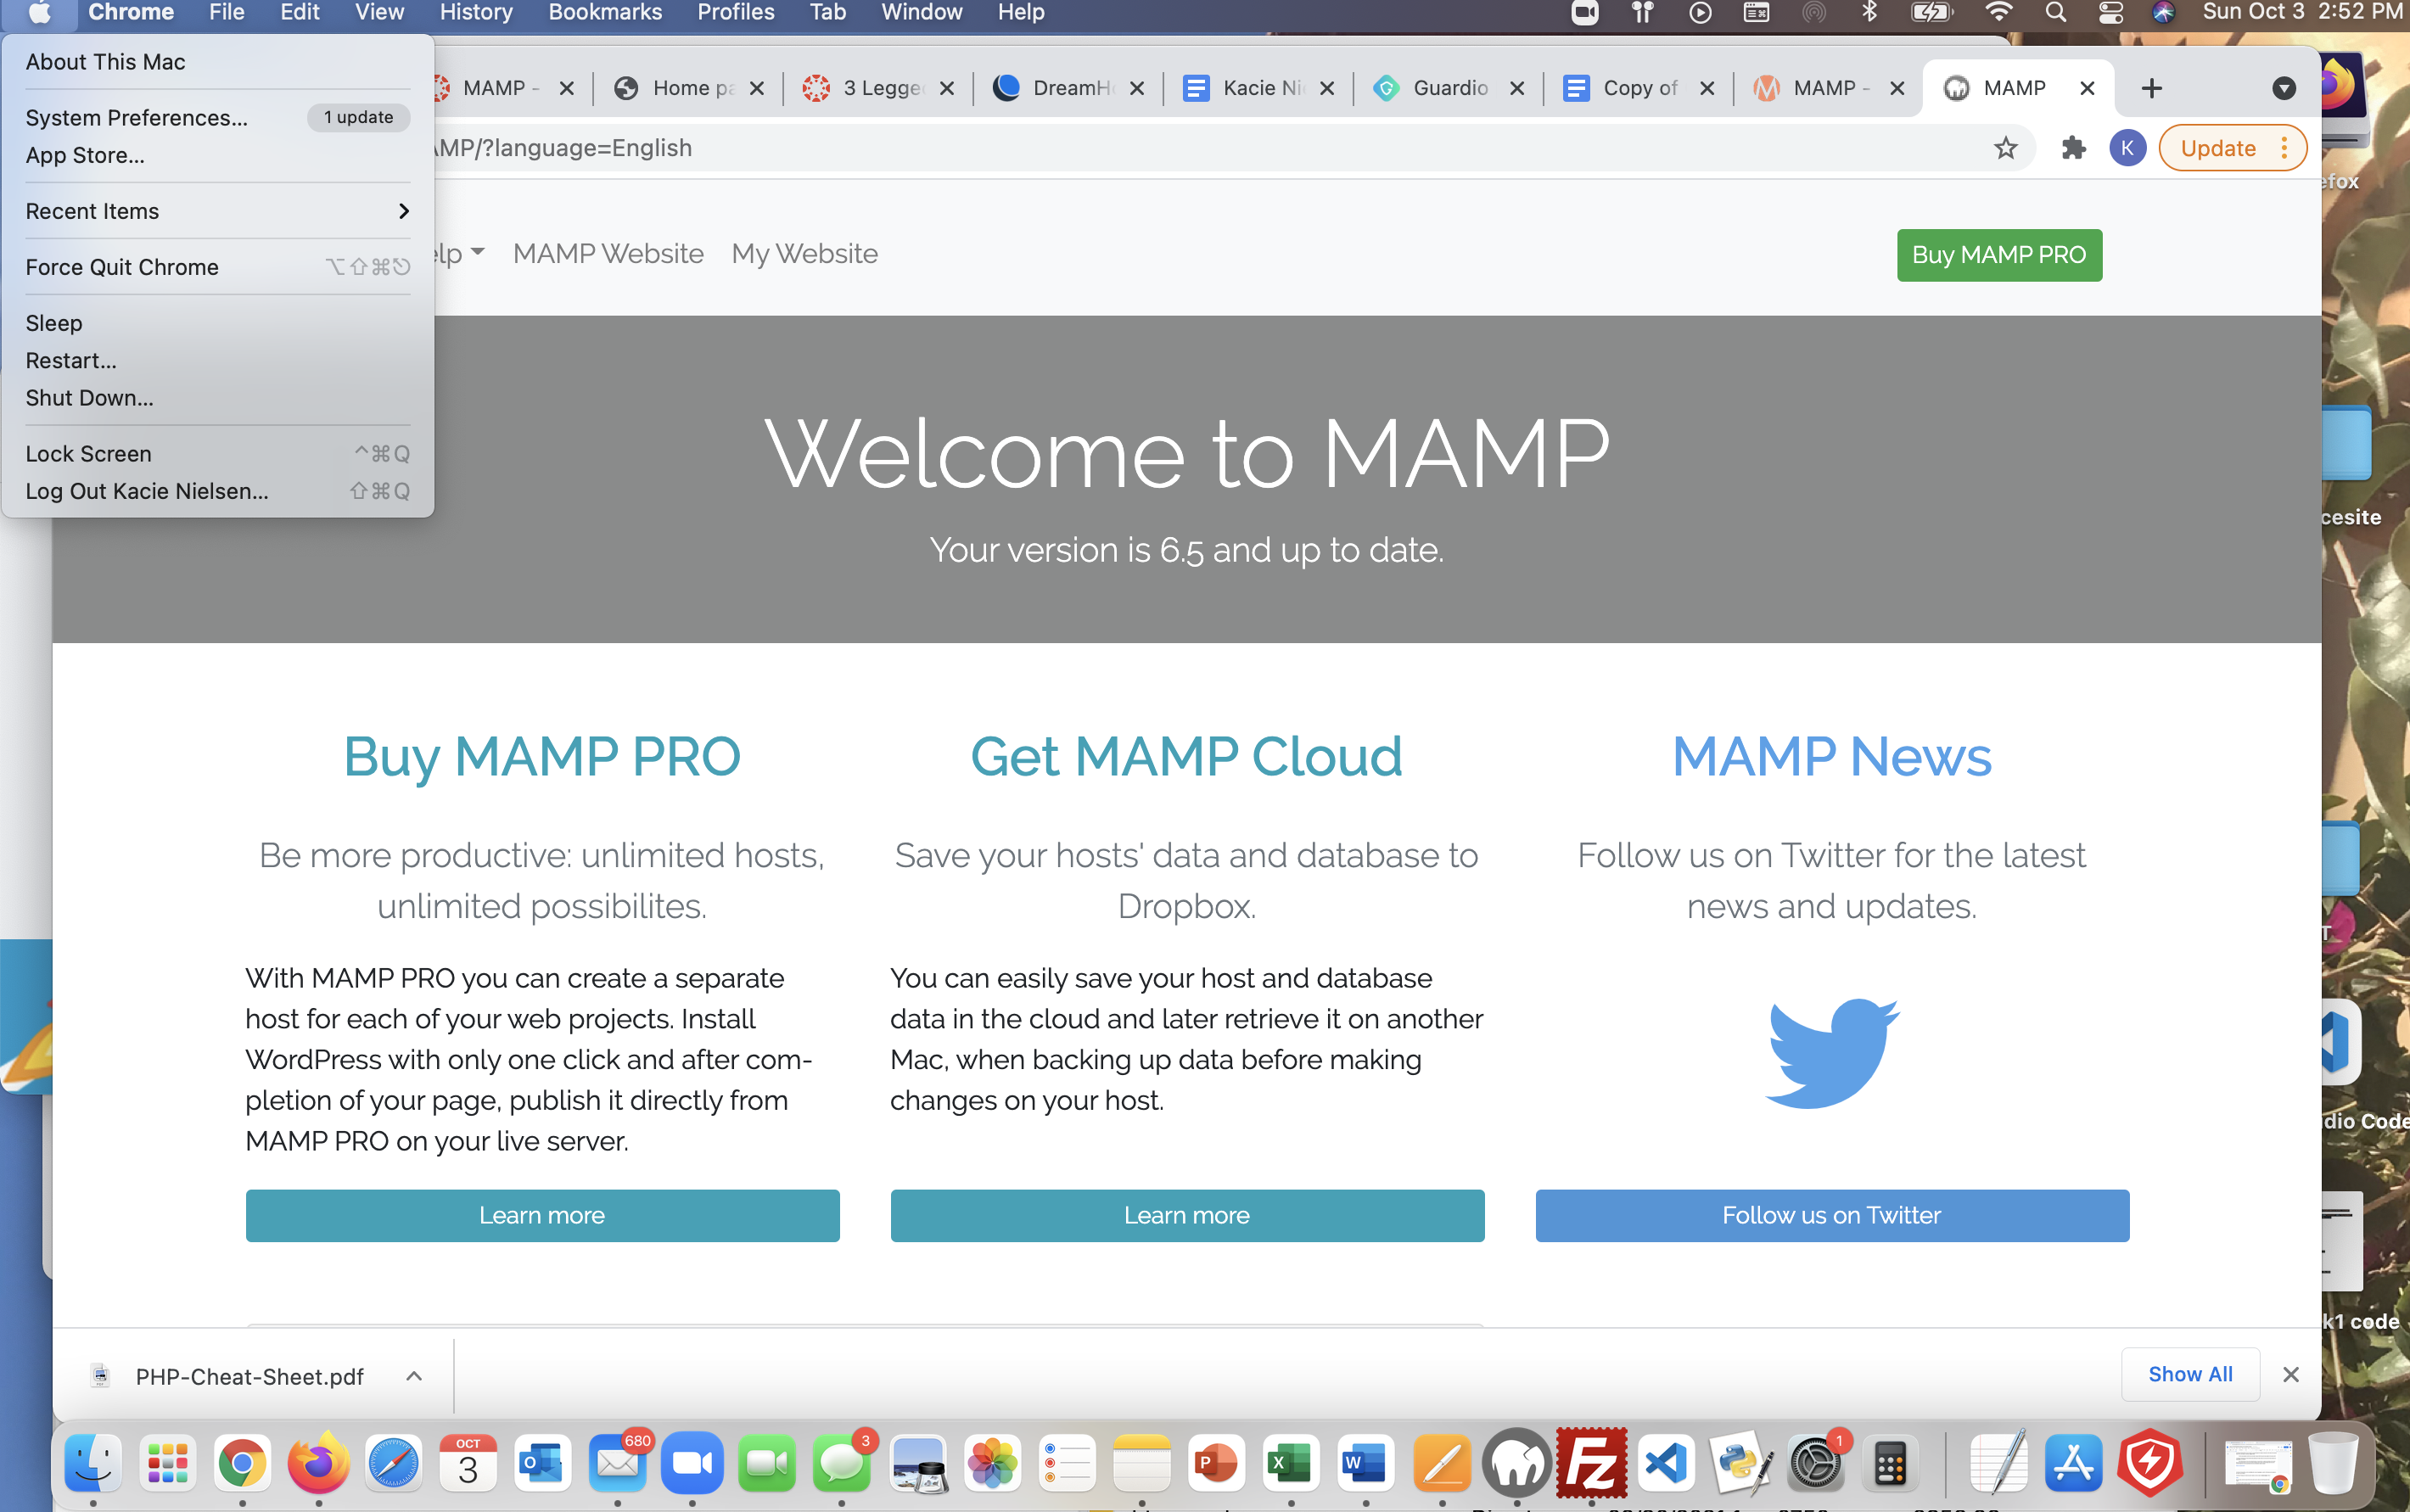 Chrome File Edit View History Bookmarks Profiles Tab Window Help
Sun Oct 3 2:52 PM
About This Mac
System Preferences... 1 update
App Store...
Recent Items
Force Quit Chrome ⌥⇧⌘⎋
Sleep
Restart...
Shut Down...
Lock Screen ^⌘Q
Log Out Kacie Nielsen... ⇧⌘Q
MAMP - Home pa 3 Legge DreamH Kacie Ni Guardio Copy of MAMP - MAMP
AMP/?language=English
K
Update
elp MAMP Website My Website
Buy MAMP PRO
Welcome to MAMP
Your version is 6.5 and up to date.
Buy MAMP PRO
Be more productive: unlimited hosts,
unlimited possibilites.
With MAMP PRO you can create a separate
host for each of your web projects. Install
WordPress with only one click and after com-
pletion of your page, publish it directly from
MAMP PRO on your live server.
Learn more
Get MAMP Cloud
Save your hosts' data and database to
Dropbox.
You can easily save your host and database
data in the cloud and later retrieve it on another
Mac, when backing up data before making
changes on your host.
Learn more
MAMP News
Follow us on Twitter for the latest
news and updates.
Follow us on Twitter
efox
cesite
T
dio Code
k1 code
PHP-Cheat-Sheet.pdf
Show All
OCT
3
O
680
3
P
X
W
Fz
1